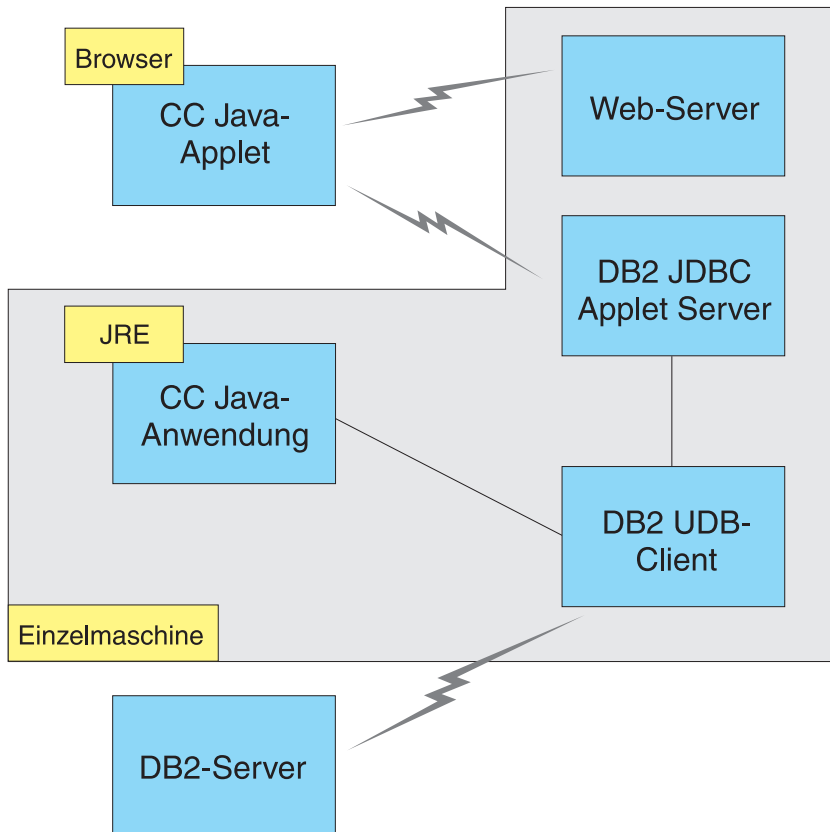 Browser
CC Java-
Applet
Web-Server
DB2 JDBC
Applet Server
JRE
CC Java-
Anwendung
DB2 UDB-
Client
Einzelmaschine
DB2-Server